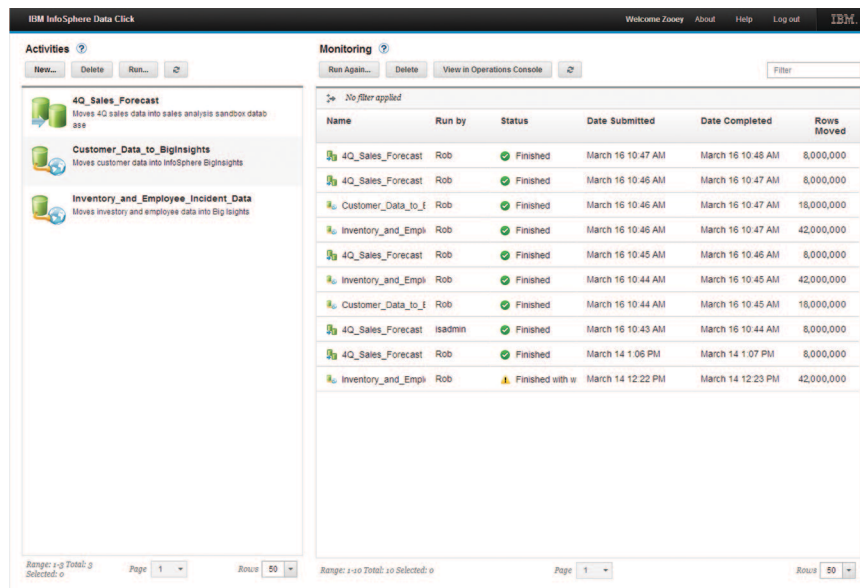 IBM InfoSphere Data Click
Welcome Zooey About Help Log out IBM.
Activities ?
New... Delete Run...
4Q_Sales_Forecast
Moves 4Q sales data into sales analysis sandbox datab
ase
Customer_Data_to_BigInsights
Moves customer data into InfoSphere BigInsights
Inventory_and_Employee_Incident_Data
Moves investory and employee data into Big Isights
Range: 1-3 Total: 3
Selected: 0
Page 1
Rows 50
Monitoring ?
Run Again... Delete View in Operations Console
Filter
No filter applied
Name Run by Status Date Submitted Date Completed Rows
Moved
4Q_Sales_Forecast Rob Finished March 16 10:47 AM March 16 10:48 AM 8,000,000
4Q_Sales_Forecast Rob Finished March 16 10:46 AM March 16 10:47 AM 8,000,000
Customer_Data_to_E Rob Finished March 16 10:46 AM March 16 10:47 AM 18,000,000
Inventory_and_Empl Rob Finished March 16 10:46 AM March 16 10:47 AM 42,000,000
4Q_Sales_Forecast Rob Finished March 16 10:45 AM March 16 10:46 AM 8,000,000
Inventory_and_Empl Rob Finished March 16 10:44 AM March 16 10:45 AM 42,000,000
Customer_Data_to_E Rob Finished March 16 10:44 AM March 16 10:45 AM 18,000,000
4Q_Sales_Forecast isadmin Finished March 16 10:43 AM March 16 10:44 AM 8,000,000
4Q_Sales_Forecast Rob Finished March 14 1:06 PM March 14 1:07 PM 8,000,000
Inventory_and_Empl Rob Finished with w March 14 12:22 PM March 14 12:23 PM 42,000,000
Range: 1-10 Total: 10 Selected: 0
Page 1
Rows 50